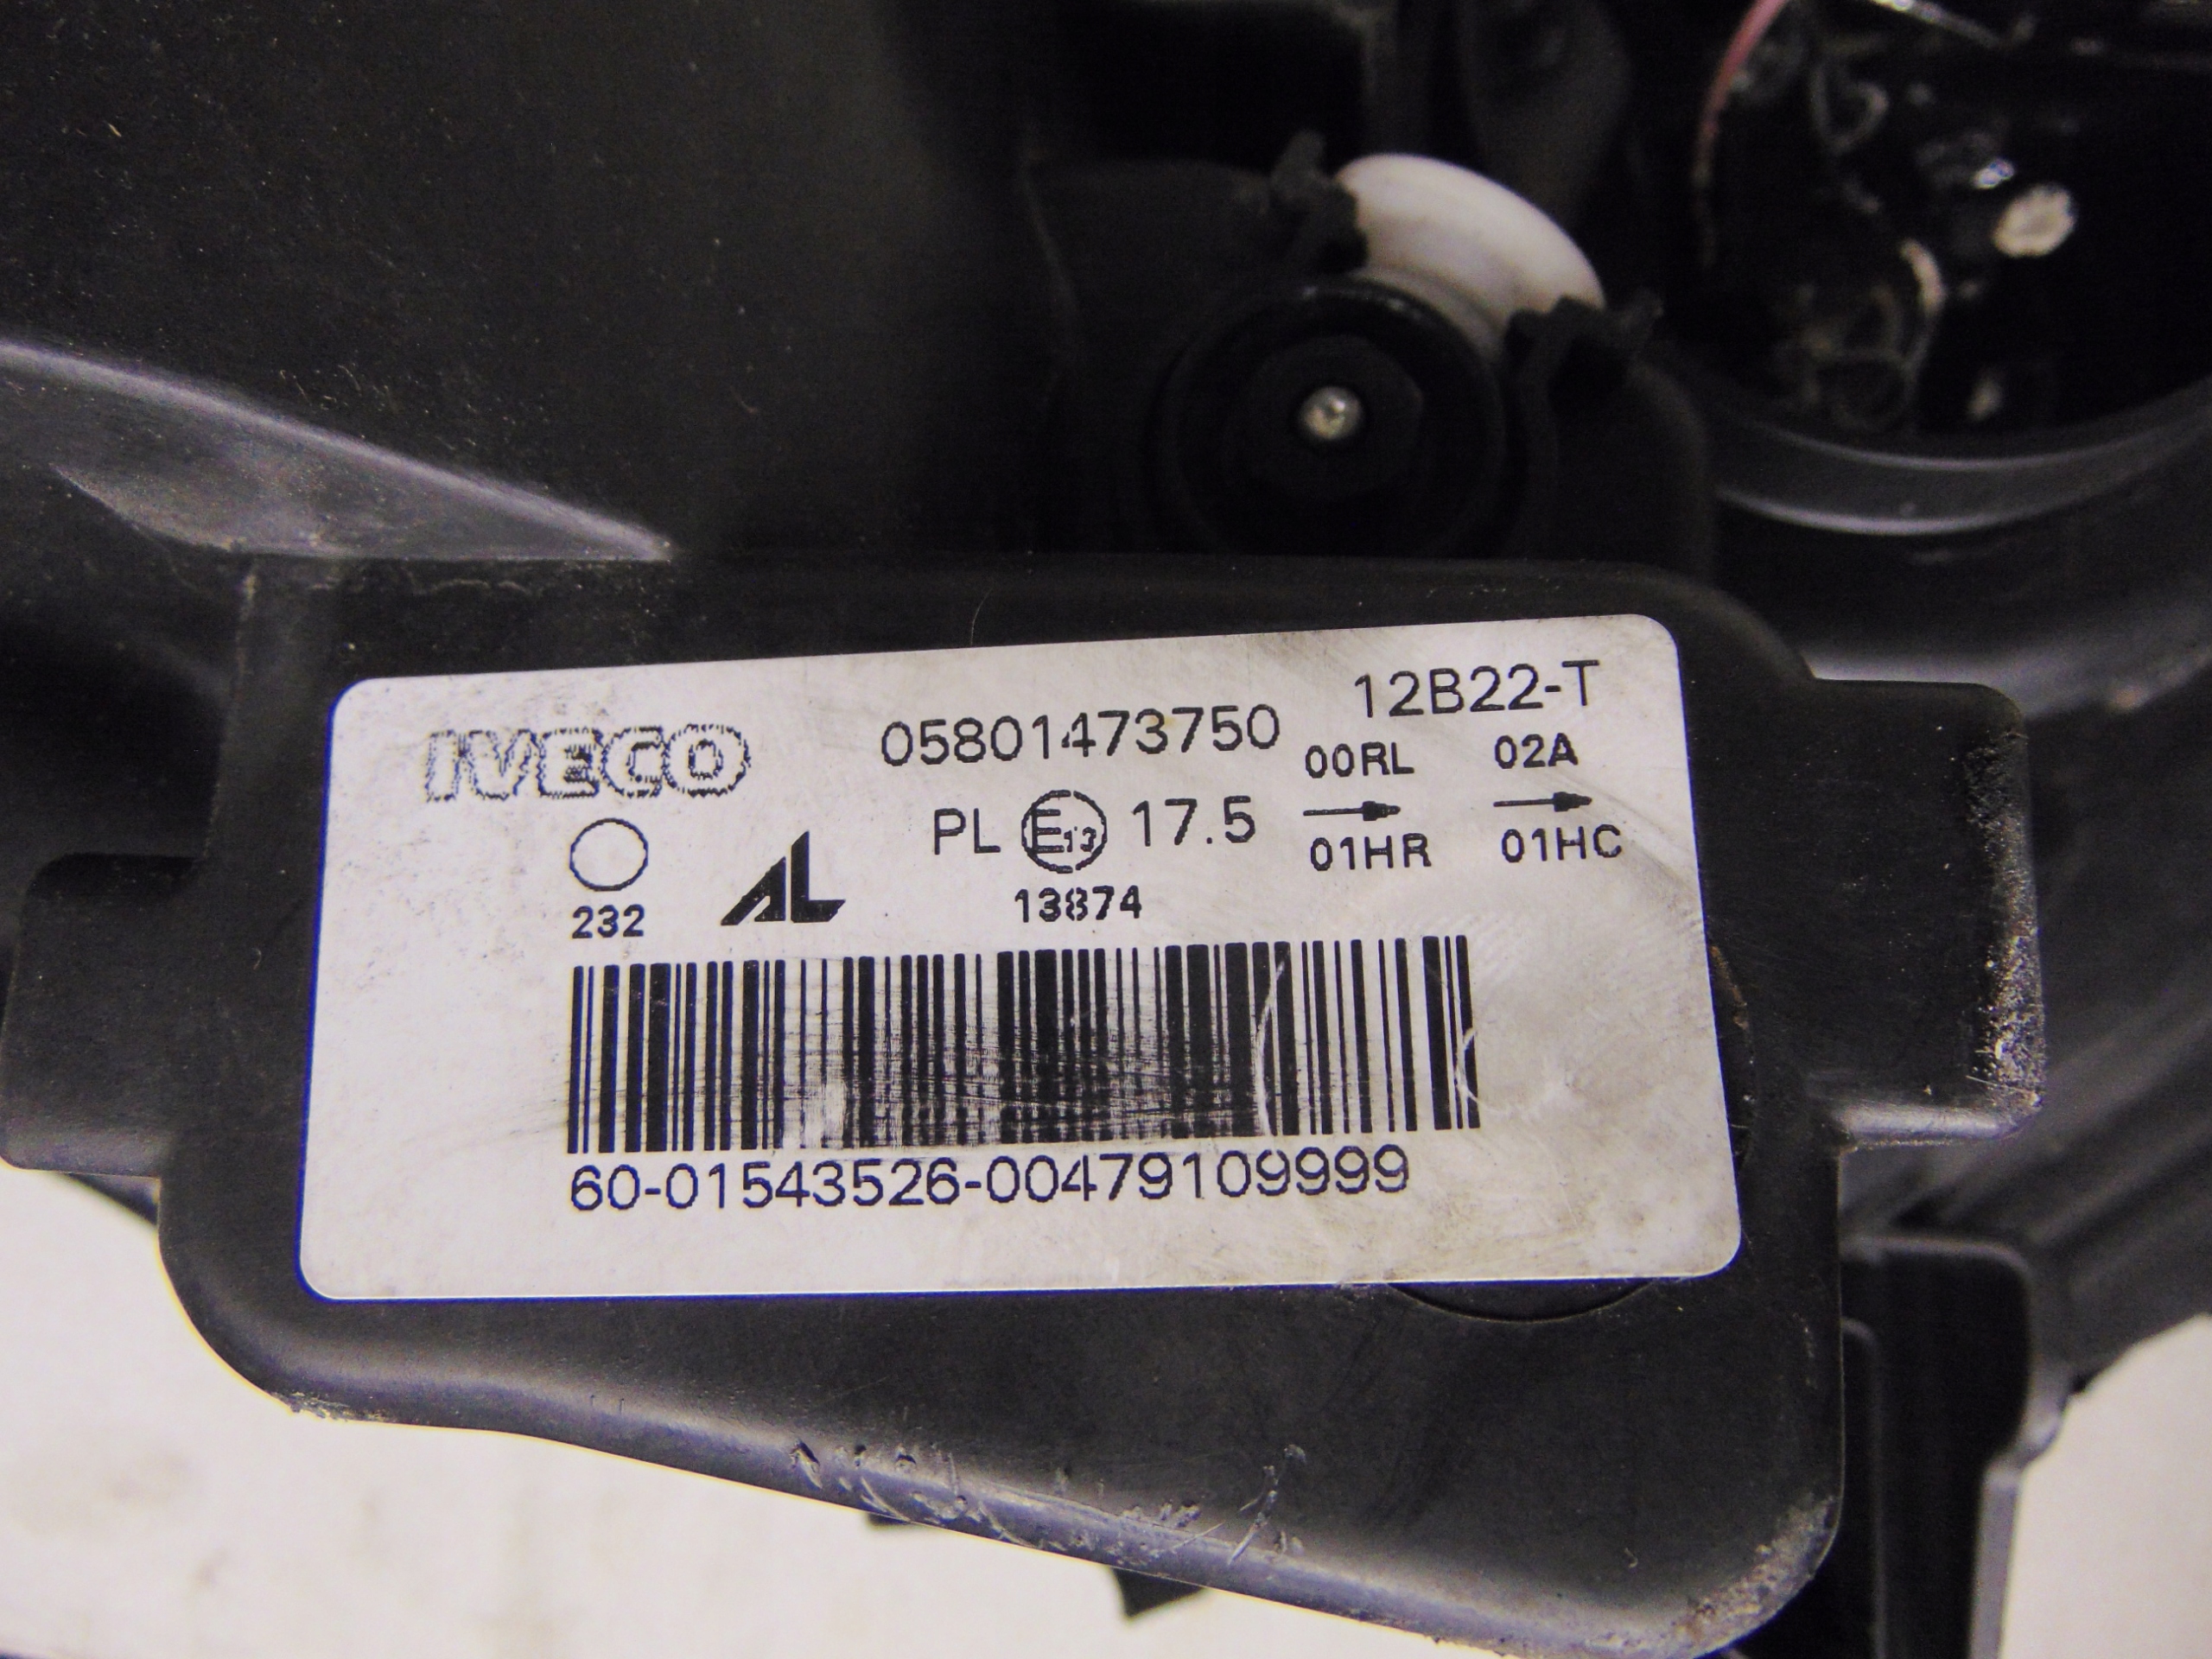 IVECO 05801473750 12B22-T
00RL 02A
PL E13 17.5 → →
01HR 01HC
232 AL 13874
60-01543526-00479109999